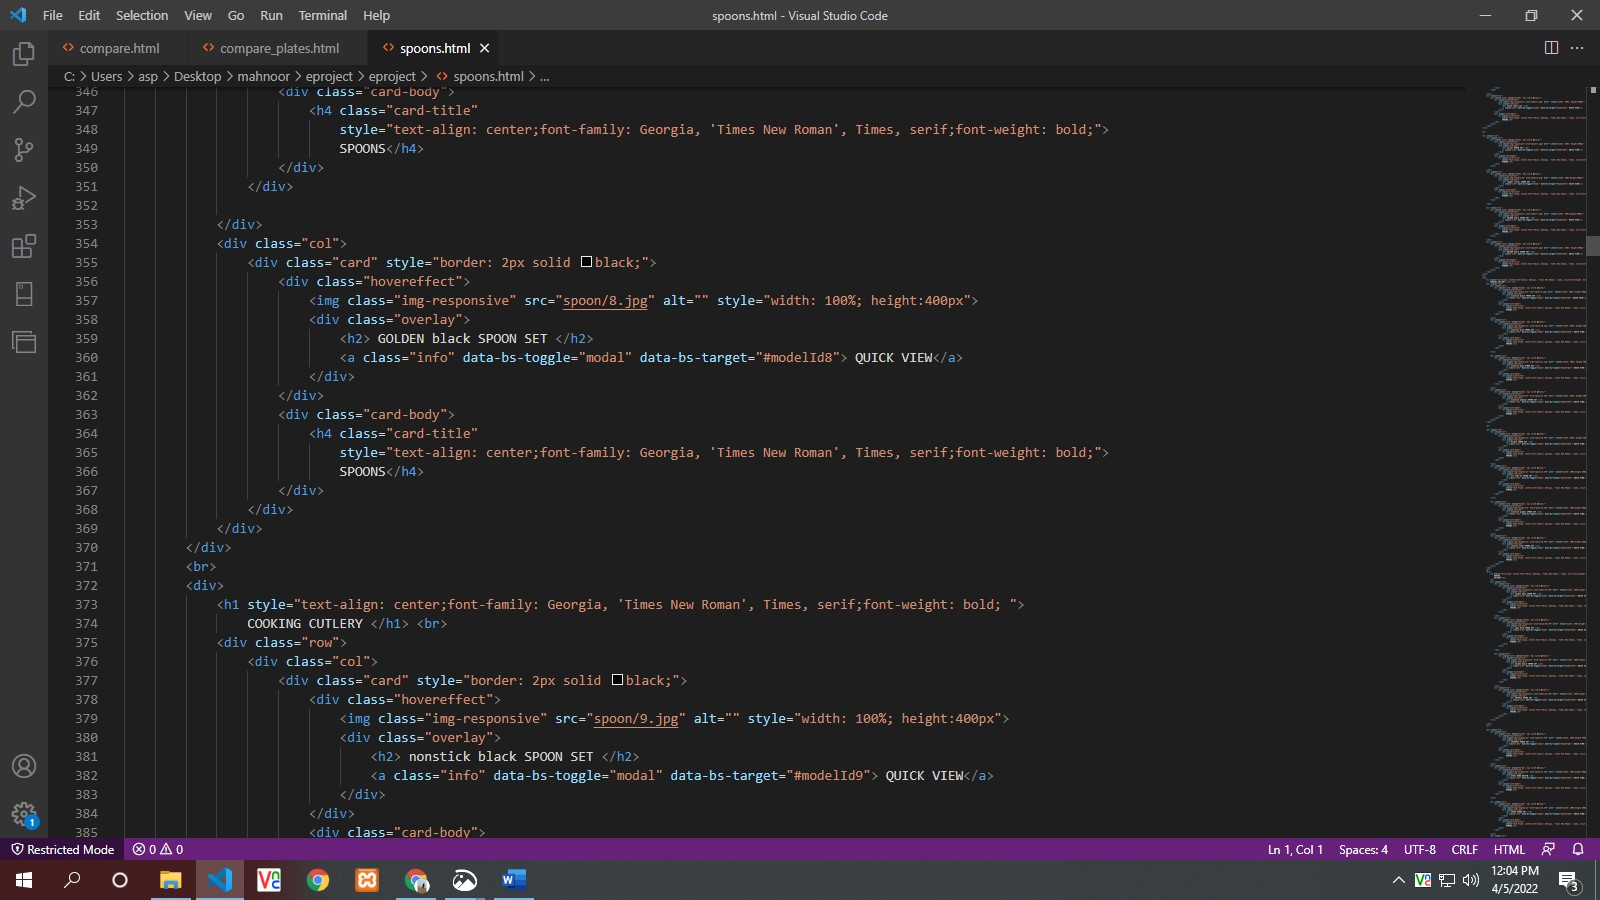 File Edit Selection View Go Run Terminal Help
spoons.html - Visual Studio Code
compare.html
compare_plates.html
spoons.html
C: > Users > asp > Desktop > mahnoor > eproject > eproject > spoons.html > ...
346 <div class="card-body">
347 <h4 class="card-title"
348 style="text-align: center;font-family: Georgia, 'Times New Roman', Times, serif;font-weight: bold;">
349 SPOONS</h4>
350 </div>
351 </div>
352
353 </div>
354 <div class="col">
355 <div class="card" style="border: 2px solid black;">
356 <div class="hovereffect">
357 <img class="img-responsive" src="spoon/8.jpg" alt="" style="width: 100%; height:400px">
358 <div class="overlay">
359 <h2> GOLDEN black SPOON SET </h2>
360 <a class="info" data-bs-toggle="modal" data-bs-target="#modelId8"> QUICK VIEW</a>
361 </div>
362 </div>
363 <div class="card-body">
364 <h4 class="card-title"
365 style="text-align: center;font-family: Georgia, 'Times New Roman', Times, serif;font-weight: bold;">
366 SPOONS</h4>
367 </div>
368 </div>
369 </div>
370 </div>
371 <br>
372 <div>
373 <h1 style="text-align: center;font-family: Georgia, 'Times New Roman', Times, serif;font-weight: bold; ">
374 COOKING CUTLERY </h1> <br>
375 <div class="row">
376 <div class="col">
377 <div class="card" style="border: 2px solid black;">
378 <div class="hovereffect">
379 <img class="img-responsive" src="spoon/9.jpg" alt="" style="width: 100%; height:400px">
380 <div class="overlay">
381 <h2> nonstick black SPOON SET </h2>
382 <a class="info" data-bs-toggle="modal" data-bs-target="#modelId9"> QUICK VIEW</a>
383 </div>
384 </div>
385 <div class="card-body">
1
Restricted Mode 0 0
Ln 1, Col 1 Spaces: 4 UTF-8 CRLF HTML
12:04 PM
4/5/2022
3